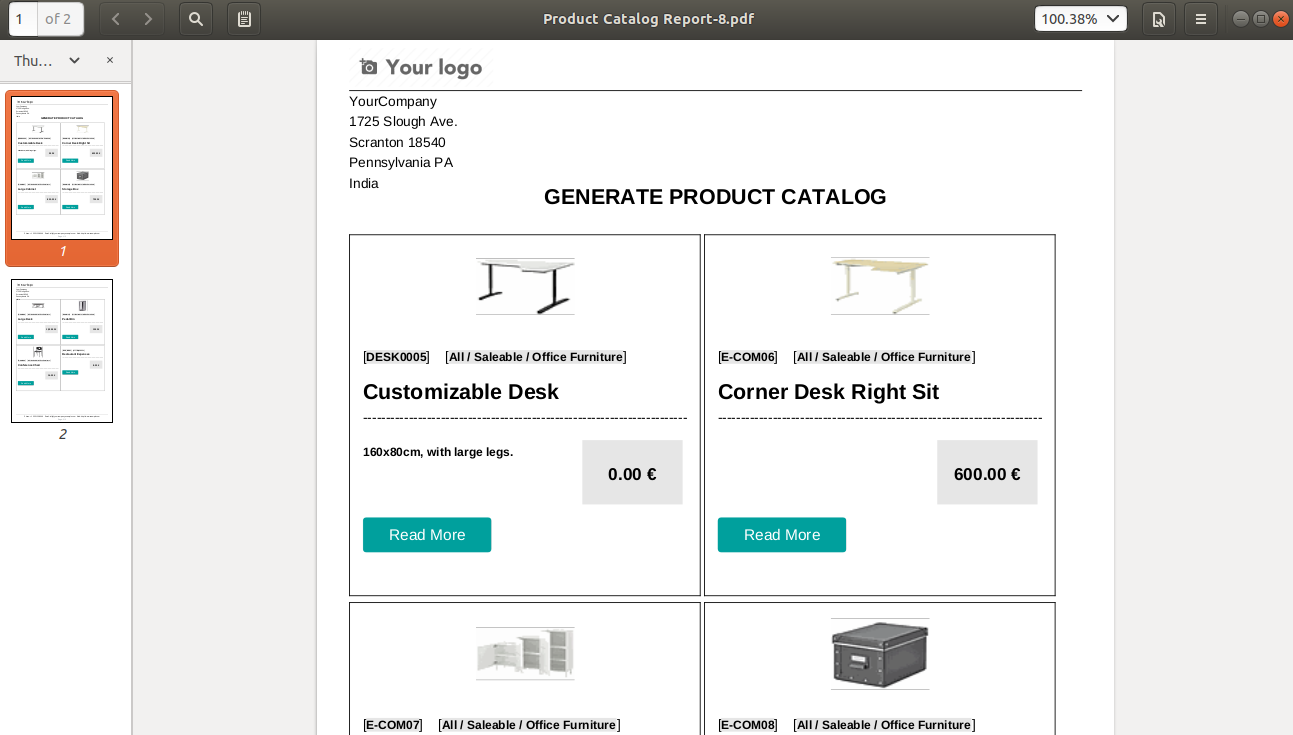 1 of 2
Product Catalog Report-8.pdf
100.38%
Thu...
1
2
Your logo
YourCompany
1725 Slough Ave.
Scranton 18540
Pennsylvania PA
India
GENERATE PRODUCT CATALOG
[DESK0005] [All / Saleable / Office Furniture]
Customizable Desk
160x80cm, with large legs.
0.00 €
Read More
[E-COM06] [All / Saleable / Office Furniture]
Corner Desk Right Sit
600.00 €
Read More
[E-COM07] [All / Saleable / Office Furniture]
[E-COM08] [All / Saleable / Office Furniture]